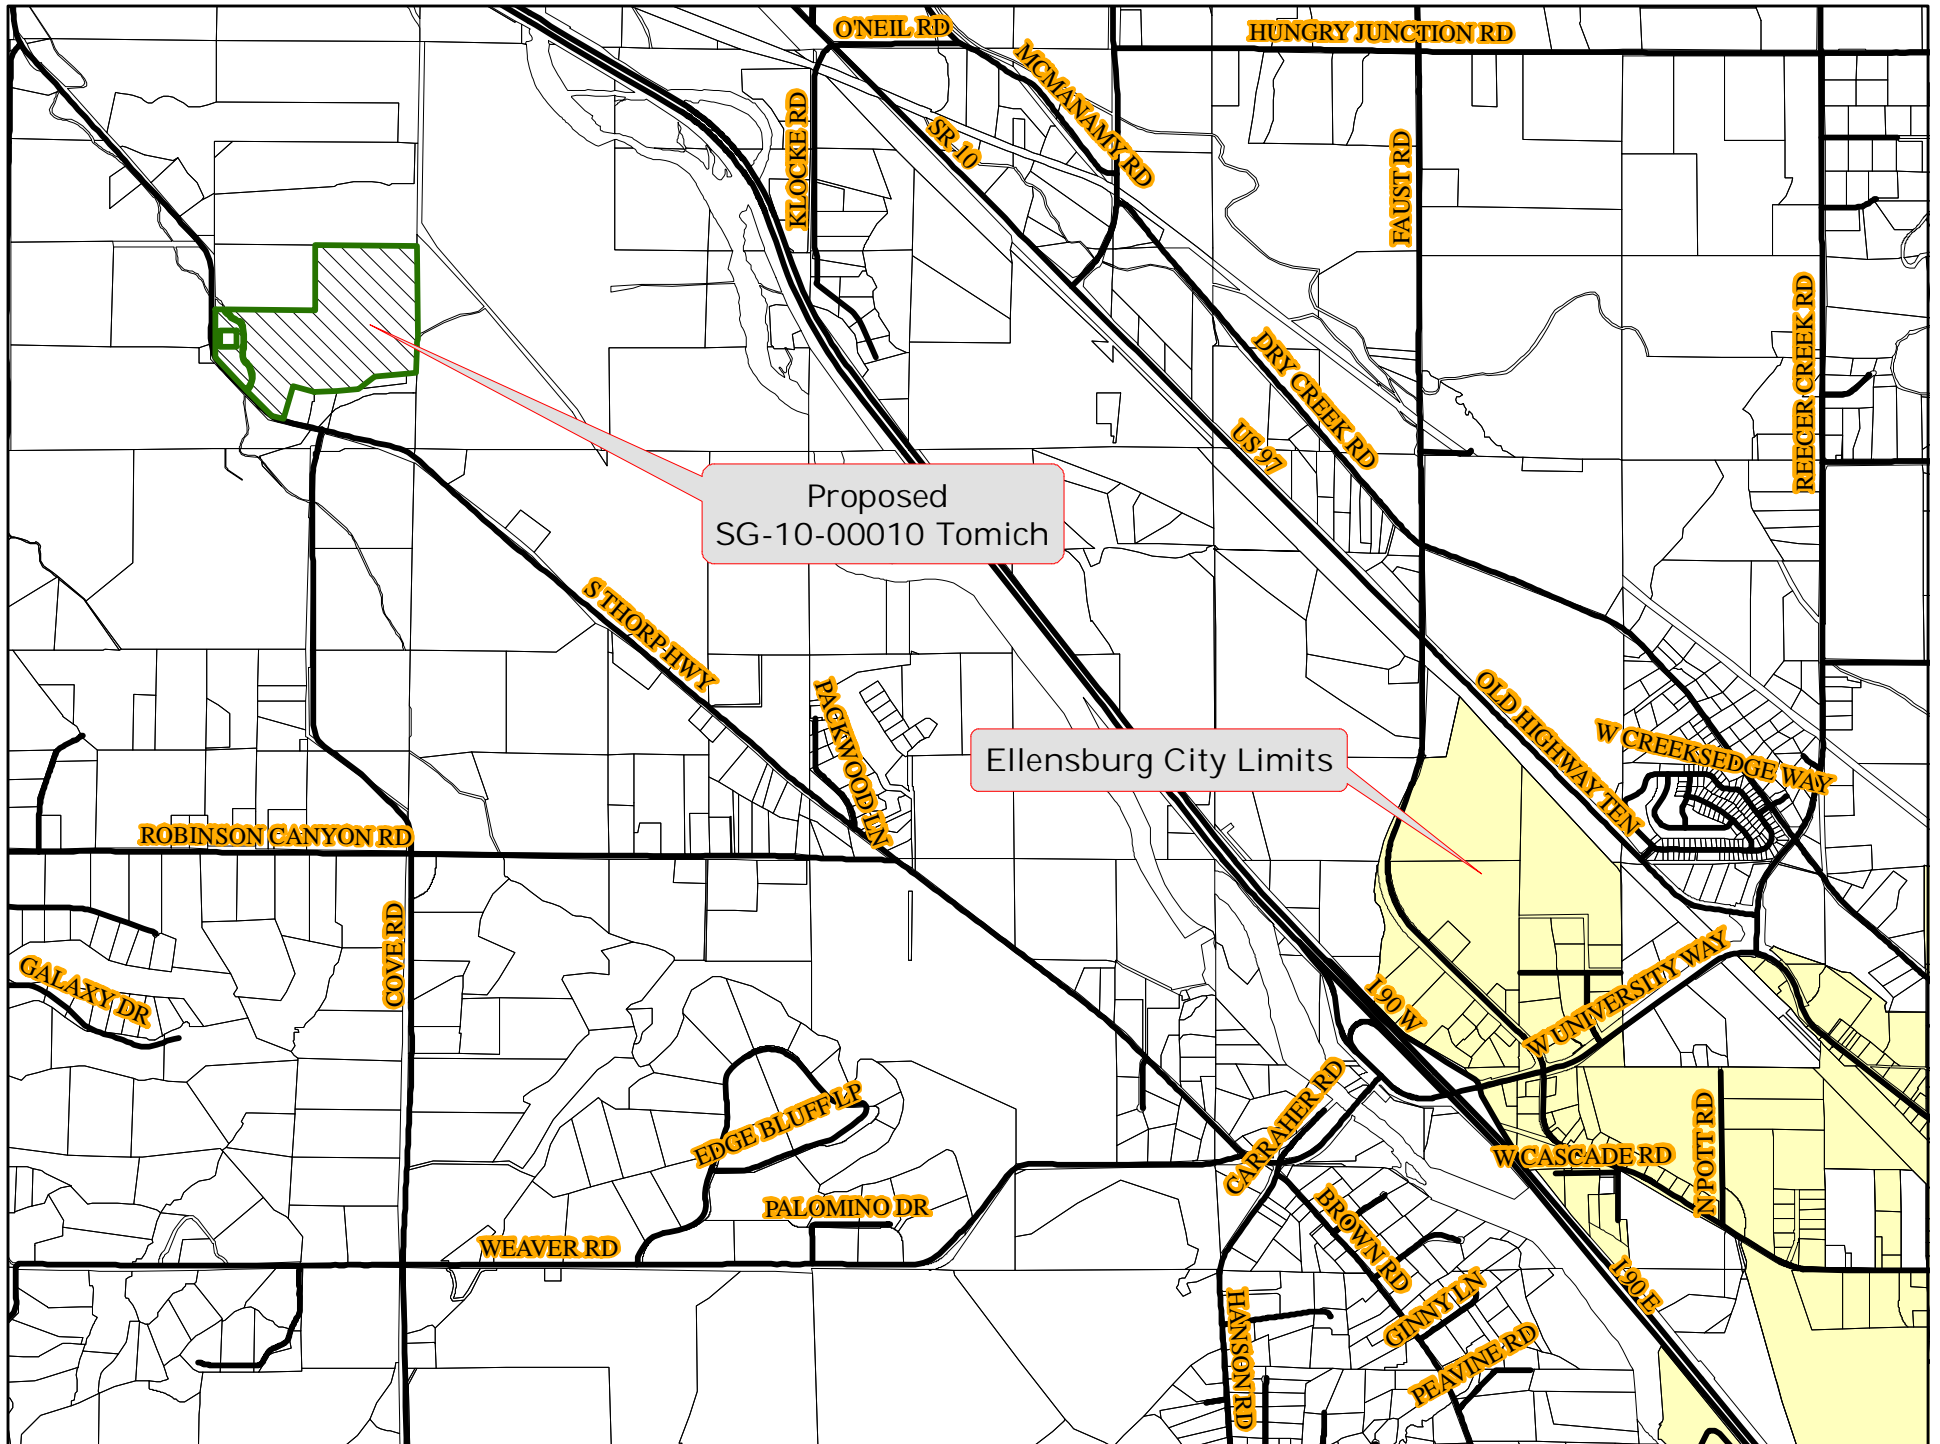 O'NEIL RD
HUNGRY JUNCTION RD
MCMANAMY RD
KLOCKE RD
SR 10
FAUST RD
REECER CREEK RD
DRY CREEK RD
US 97
Proposed
SG-10-00010 Tomich
S THORP HWY
PACKWOOD LN
OLD HIGHWAY TEN
W CREEKSEDGE WAY
Ellensburg City Limits
ROBINSON CANYON RD
COVE RD
GALAXY DR
I 90 W
W UNIVERSITY WAY
EDGE BLUFF LP
CARRAHER RD
N POTT RD
W CASCADE RD
PALOMINO DR
BROWN RD
WEAVER RD
I 90 E
HANSON RD
GINNY LN
PEAVINE RD